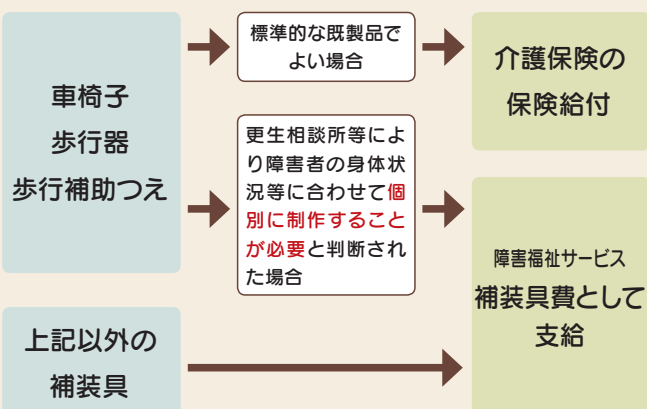 車椅子
歩行器
歩行補助つえ
標準的な既製品で
よい場合
介護保険の
保険給付
更生相談所等によ
り障害者の身体状
況等に合わせて個
別に制作すること
が必要と判断され
た場合
障害福祉サービス
補装具費として
支給
上記以外の
補装具